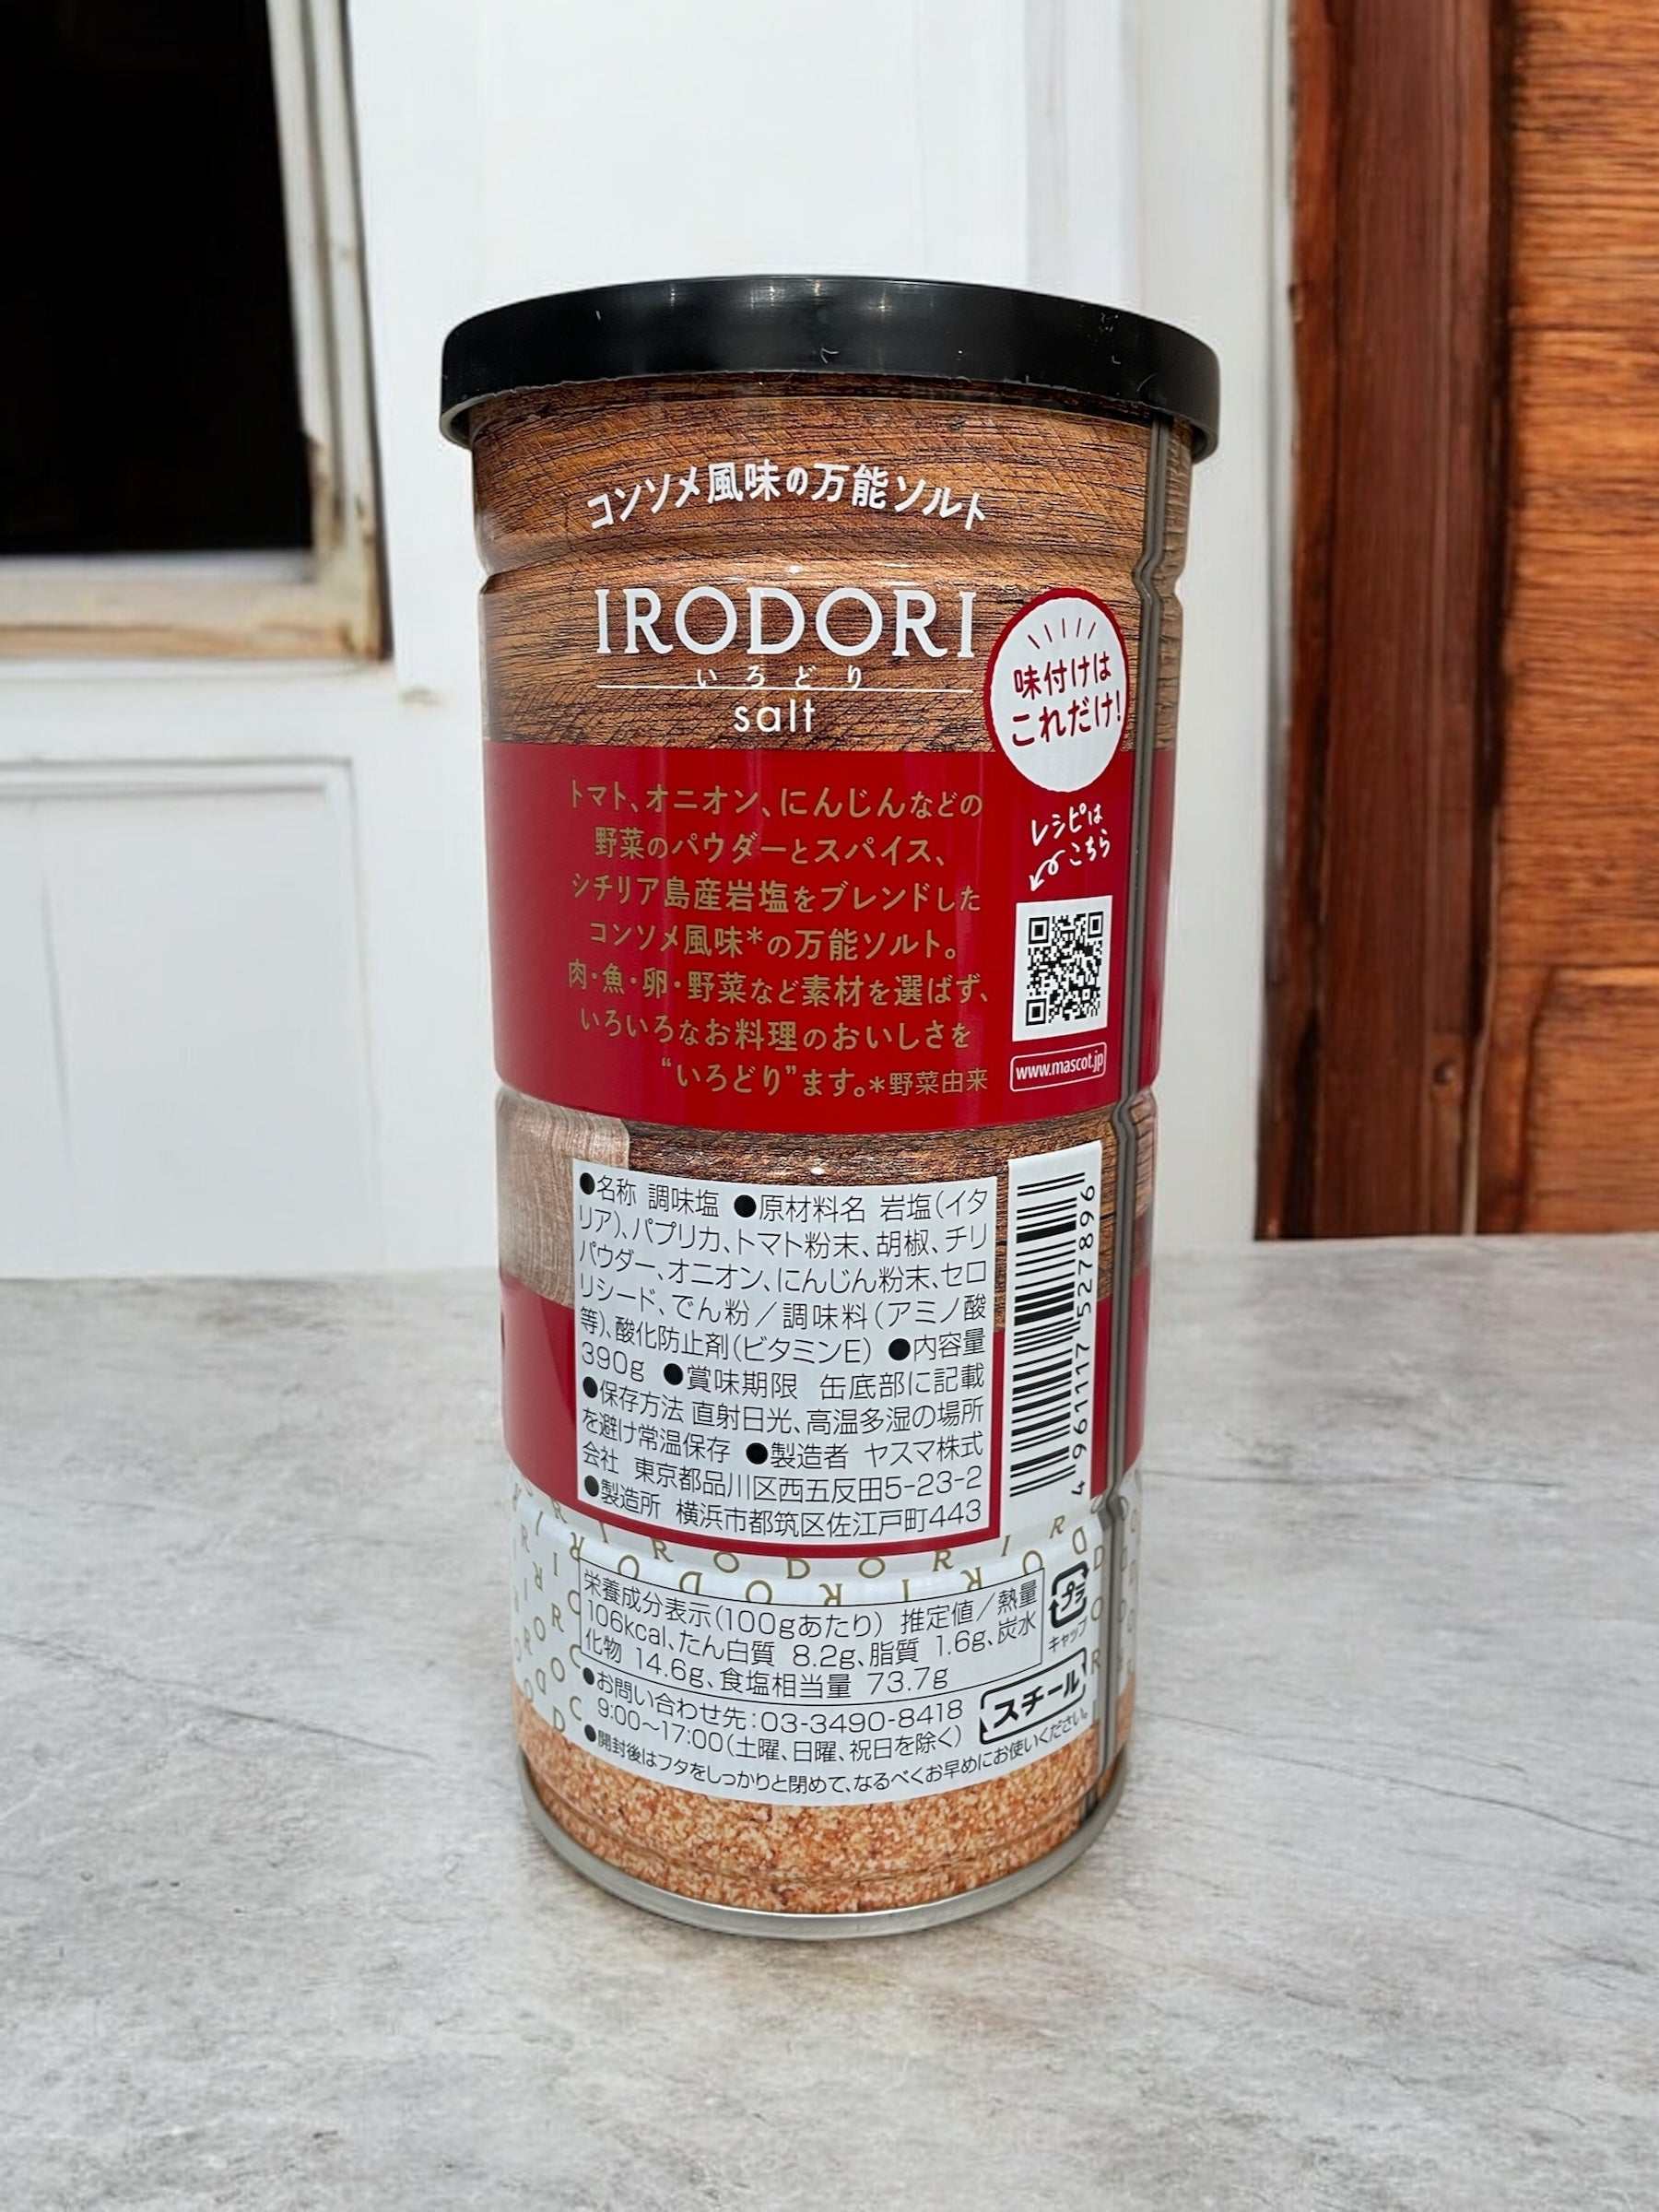 コンソメ風味の万能ソルト
IRODORI
いろどり
salt
味付けは
これだけ!
トマト、オニオン、にんじんなどの
野菜のパウダーとスパイス、
シチリア島産岩塩をブレンドした
コンソメ風味*の万能ソルト。
肉・魚・卵・野菜など素材を選ばず、
いろいろなお料理のおいしさを
“いろどり”ます。*野菜由来
レシピは
こちら
www.mascot.jp
●名称 調味塩 ●原材料名 岩塩(イタ
リア)、パプリカ、トマト粉末、胡椒、チリ
パウダー、オニオン、にんじん粉末、セロ
リシード、でん粉/調味料(アミノ酸
等)、酸化防止剤(ビタミンE) ●内容量
390g ●賞味期限 缶底部に記載
●保存方法 直射日光、高温多湿の場所
を避け常温保存 ●製造者 ヤスマ株式
会社 東京都品川区西五反田5-23-2
●製造所 横浜市都筑区佐江戸町443
4 961117 527896
IRODORI
栄養成分表示(100gあたり) 推定値/熱量
106kcal、たん白質 8.2g、脂質 1.6g、炭水
化物 14.6g、食塩相当量 73.7g
プラ
キャップ
スチール
●お問い合わせ先:03-3490-8418
9:00~17:00(土曜、日曜、祝日を除く)
●開封後はフタをしっかりと閉めて、なるべくお早めにお使いください。